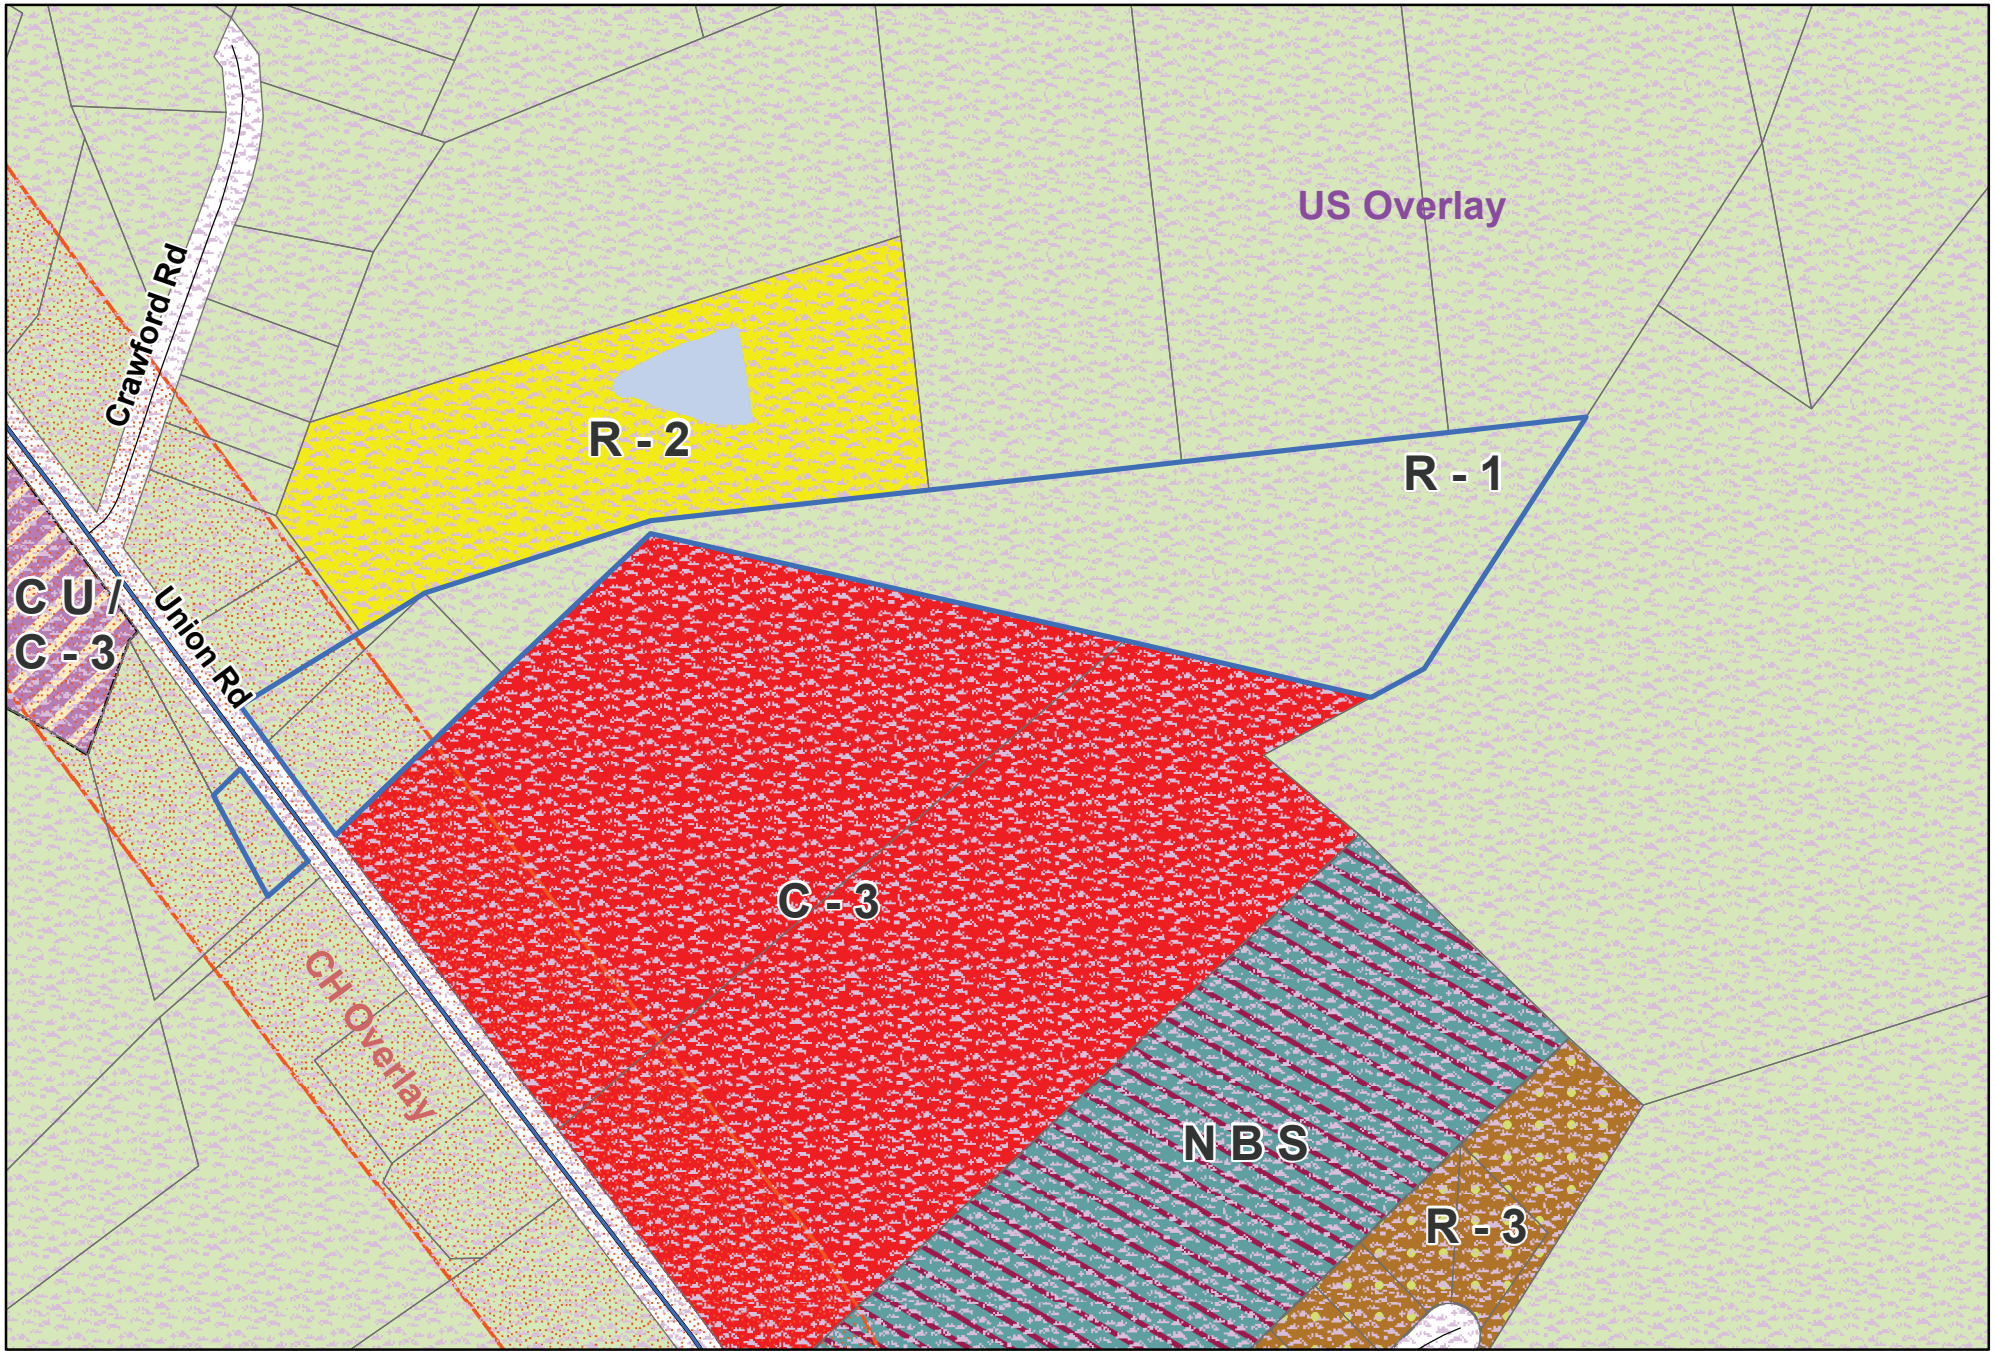 US Overlay
Crawford Rd
R - 2
R - 1
C U /
C - 3
Union Rd
C - 3
CH Overlay
N B S
R - 3